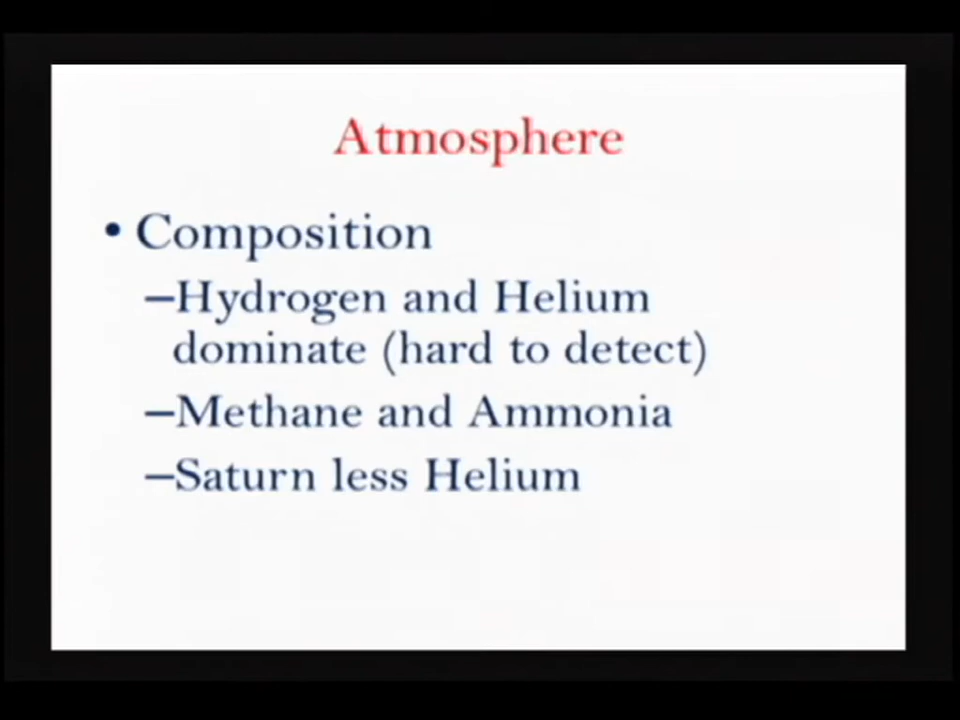 Atmosphere
• Composition
–Hydrogen and Helium
dominate (hard to detect)
–Methane and Ammonia
–Saturn less Helium